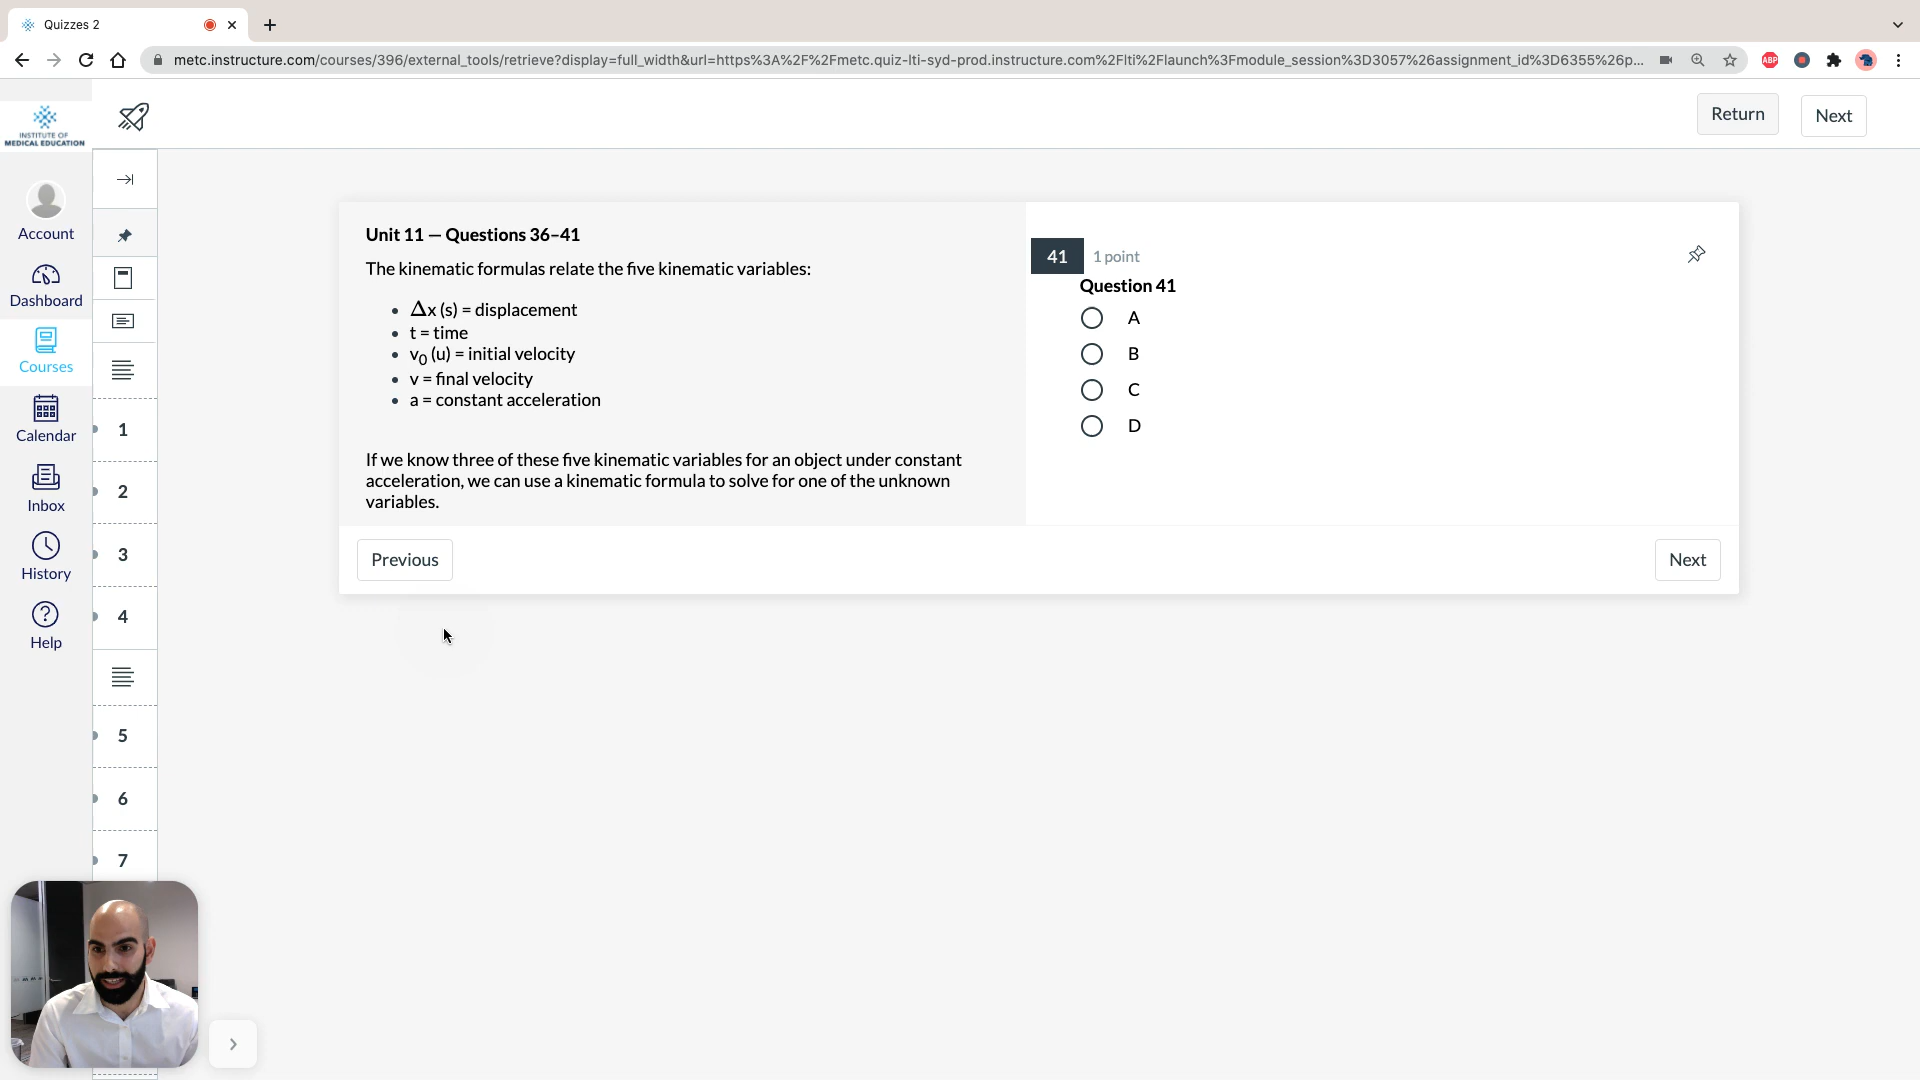 Quizzes 2
metc.instructure.com/courses/396/external_tools/retrieve?display=full_width&url=https%3A%2F%2Fmetc.quiz-lti-syd-prod.instructure.com%2Flti%2Flaunch%3Fmodule_session%3D3057%26assignment_id%3D6355%26p...
ABP
INSTITUTE OF
MEDICAL EDUCATION
Return
Next
Account
Dashboard
Courses
Calendar
Inbox
History
Help
1
2
3
4
5
6
7
Unit 11 — Questions 36–41
The kinematic formulas relate the five kinematic variables:
• Δx (s) = displacement
• t = time
• v₀ (u) = initial velocity
• v = final velocity
• a = constant acceleration
If we know three of these five kinematic variables for an object under constant
acceleration, we can use a kinematic formula to solve for one of the unknown
variables.
41 1 point
Question 41
A
B
C
D
Previous
Next